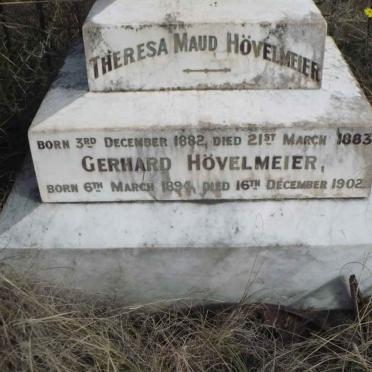 THERESA MAUD HÖVELMEIER
BORN 3RD DECEMBER 1882, DIED 21ST MARCH 1883
GERHARD HÖVELMEIER,
BORN 6TH MARCH 1894, DIED 16TH DECEMBER 1902.